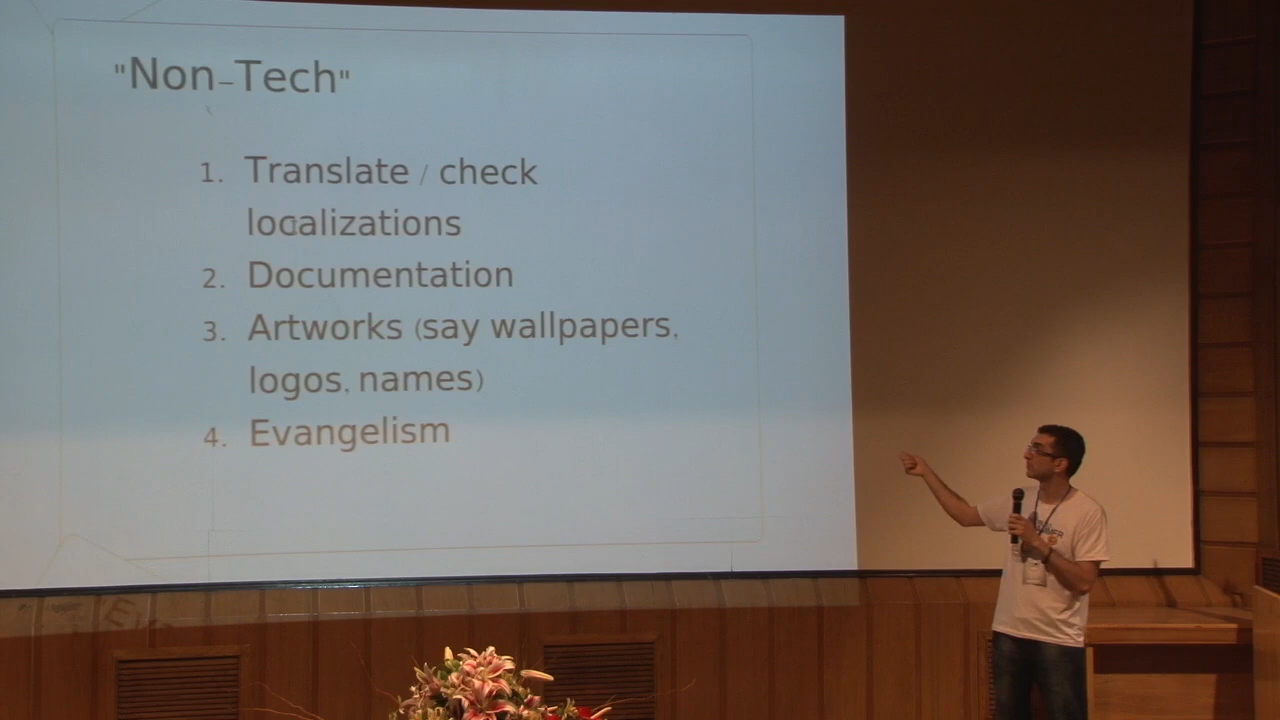 "Non-Tech"
1. Translate / check
localizations
2. Documentation
3. Artworks (say wallpapers,
logos, names)
4. Evangelism